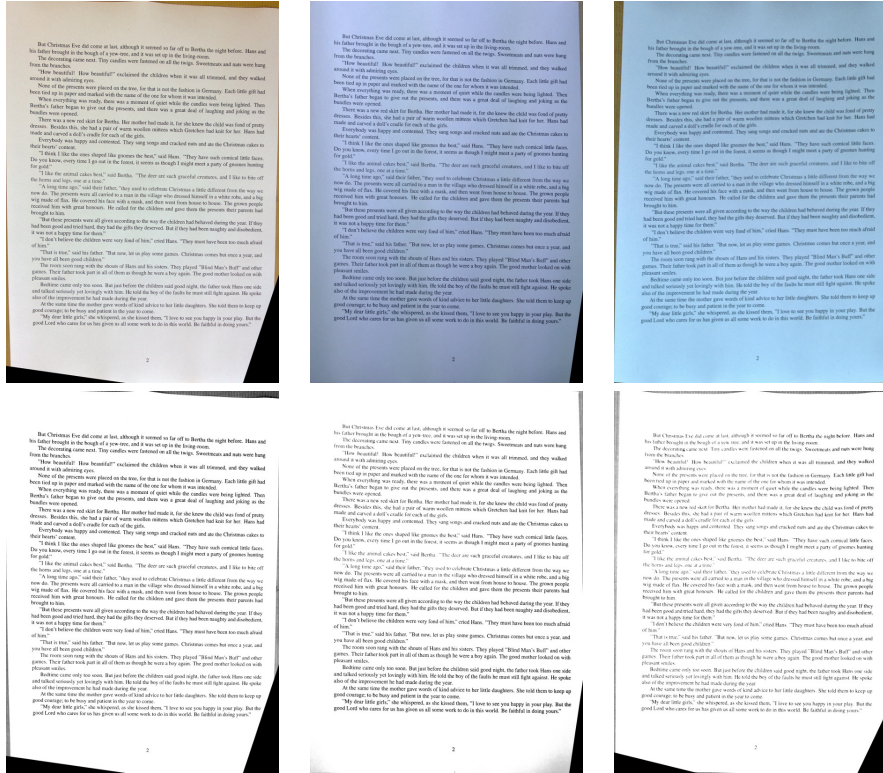 But Christmas Eve did come at last, although it seemed so far off to Bertha the night before. Hans and
his father brought in the bough of a yew-tree, and it was set up in the living-room.
The decorating came next. Tiny candles were fastened on all the twigs. Sweetmeats and nuts were hung
from the branches.
"How beautiful! How beautiful!" exclaimed the children when it was all trimmed, and they walked
around it with admiring eyes.
None of the presents were placed on the tree, for that is not the fashion in Germany. Each little gift had
been tied up in paper and marked with the name of the one for whom it was intended.
When everything was ready, there was a moment of quiet while the candles were being lighted. Then
Bertha's father began to give out the presents, and there was a great deal of laughing and joking as the
bundles were opened.
There was a new red skirt for Bertha. Her mother had made it, for she knew the child was fond of pretty
dresses. Besides this, she had a pair of warm woollen mittens which Gretchen had knit for her. Hans had
made and carved a doll's cradle for each of the girls.
Everybody was happy and contented. They sang songs and cracked nuts and ate the Christmas cakes to
their hearts' content.
"I think I like the ones shaped like gnomes the best," said Hans. "They have such comical little faces.
Do you know, every time I go out in the forest, it seems as though I might meet a party of gnomes hunting
for gold."
"I like the animal cakes best," said Bertha. "The deer are such graceful creatures, and I like to bite off
the horns and legs, one at a time."
"A long time ago," said their father, "they used to celebrate Christmas a little different from the way we
now do. The presents were all carried to a man in the village who dressed himself in a white robe, and a big
wig made of flax. He covered his face with a mask, and then went from house to house. The grown people
received him with great honours. He called for the children and gave them the presents their parents had
brought to him.
"But these presents were all given according to the way the children had behaved during the year. If they
had been good and tried hard, they had the gifts they deserved. But if they had been naughty and disobedient,
it was not a happy time for them."
"I don't believe the children were very fond of him," cried Hans. "They must have been too much afraid
of him."
"That is true," said his father. "But now, let us play some games. Christmas comes but once a year, and
you have all been good children."
The room soon rang with the shouts of Hans and his sisters. They played "Blind Man's Buff" and other
games. Their father took part in all of them as though he were a boy again. The good mother looked on with
pleasant smiles.
Bedtime came only too soon. But just before the children said good night, the father took Hans one side
and talked seriously yet lovingly with him. He told the boy of the faults he must still fight against. He spoke
also of the improvement he had made during the year.
At the same time the mother gave words of kind advice to her little daughters. She told them to keep up
good courage; to be busy and patient in the year to come.
"My dear little girls," she whispered, as she kissed them, "I love to see you happy in your play. But the
good Lord who cares for us has given us all some work to do in this world. Be faithful in doing yours."
2